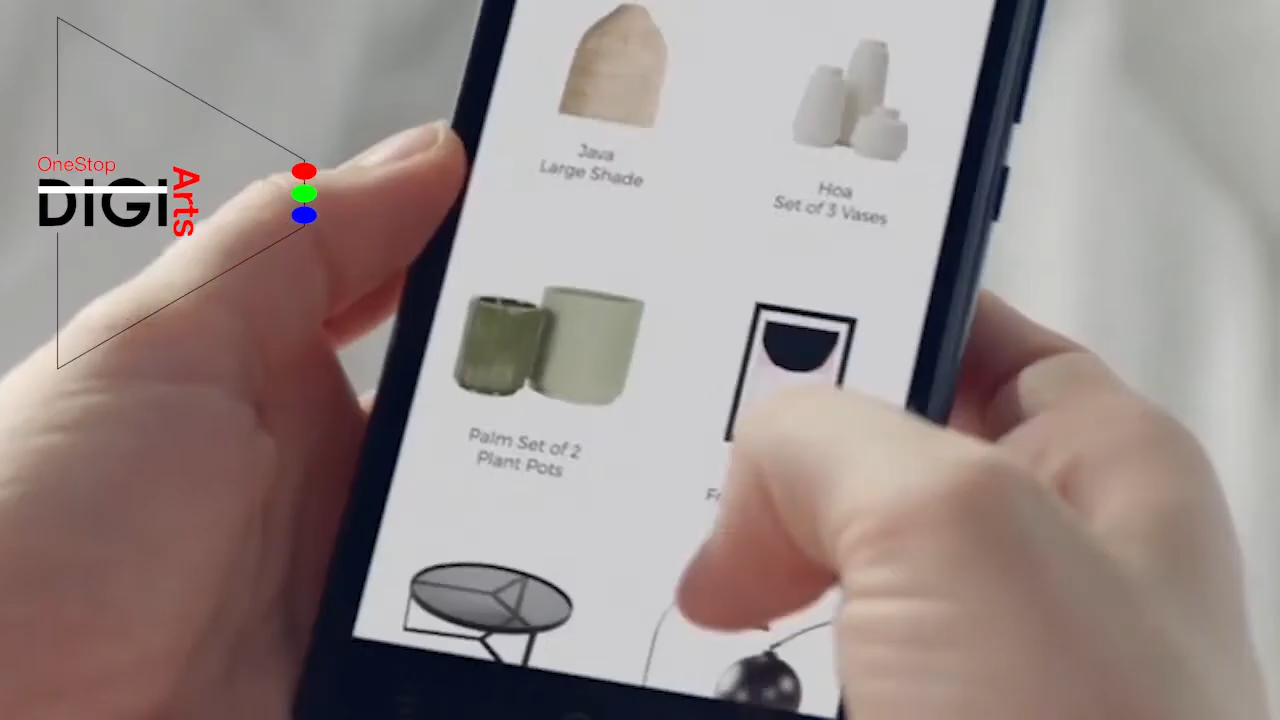 OneStop
DIGI
Arts
Java
Large Shade
Hoa
Set of 3 Vases
Palm Set of 2
Plant Pots